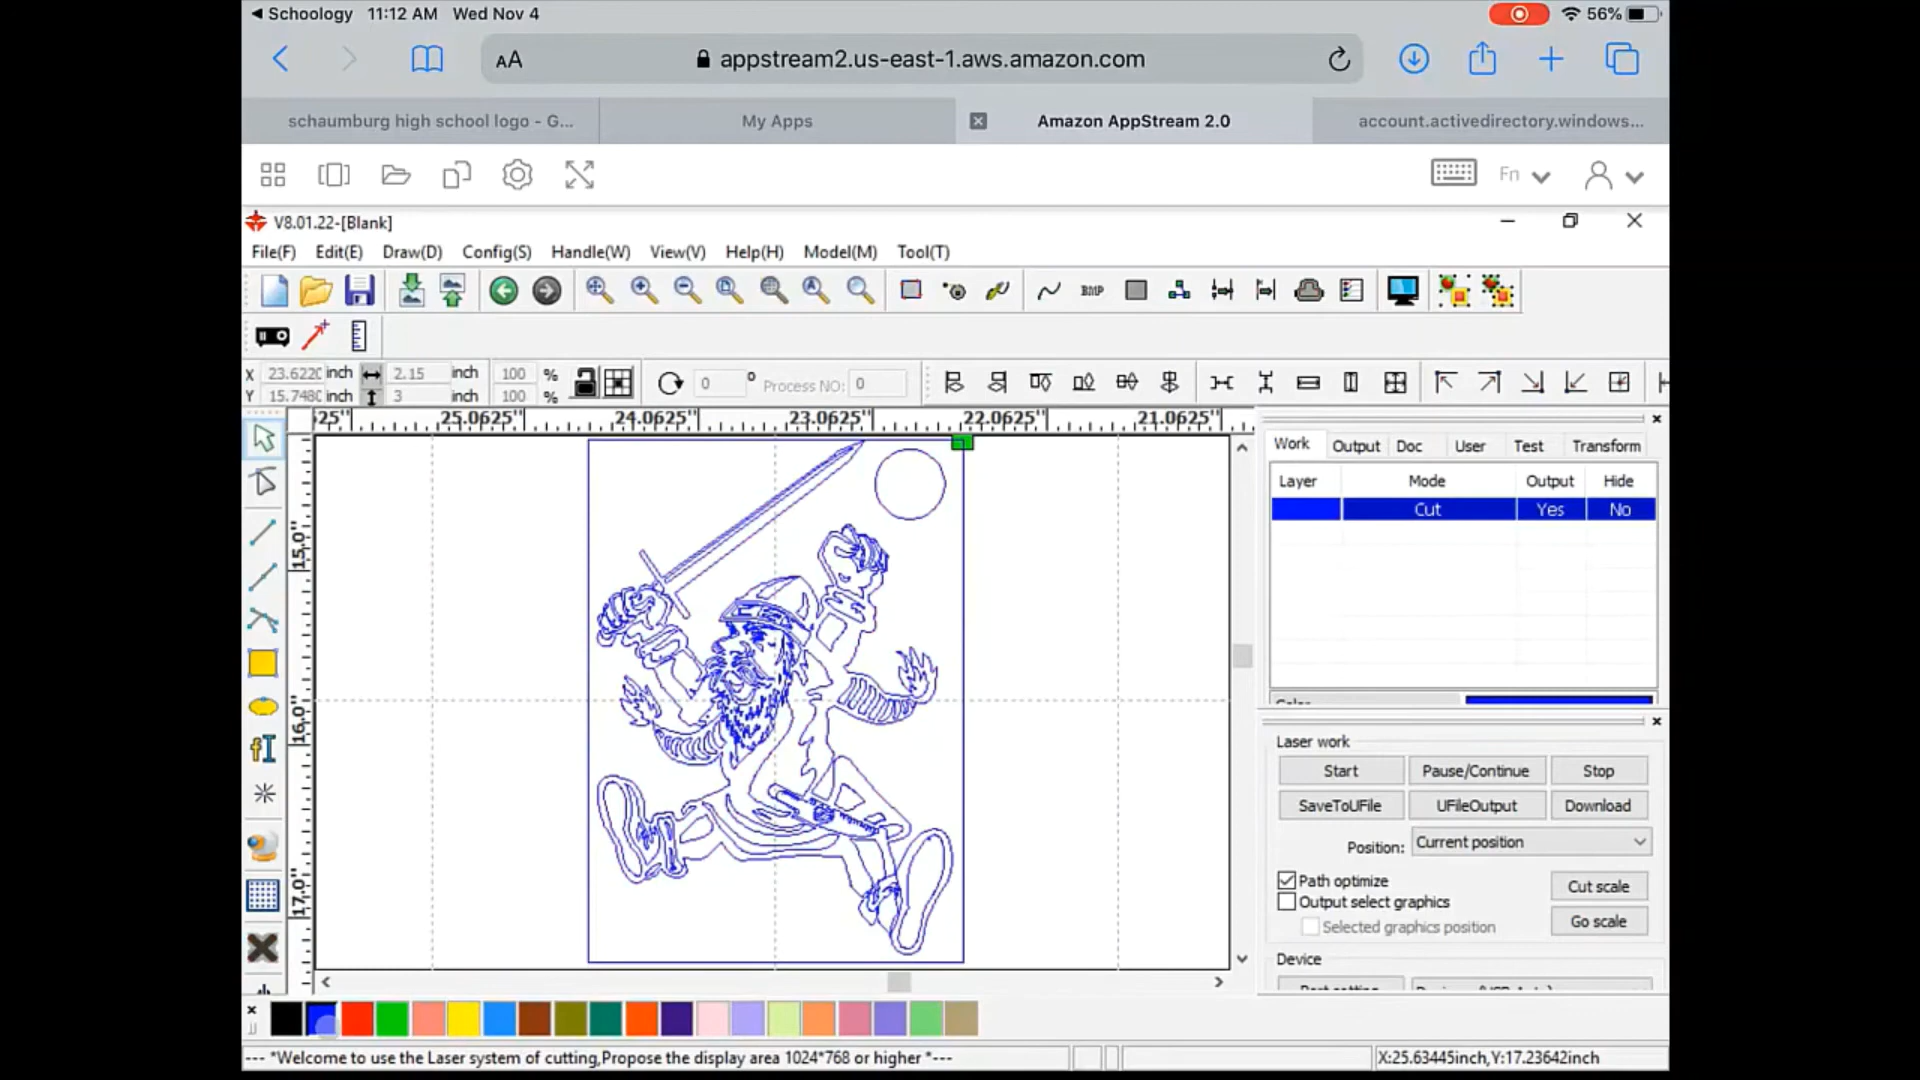 Schoology 11:12 AM Wed Nov 4 56%
AA appstream2.us-east-1.aws.amazon.com
schaumburg high school logo - G... My Apps Amazon AppStream 2.0 account.activedirectory.windows...
Fn
V8.01.22-[Blank]
File(F) Edit(E) Draw(D) Config(S) Handle(W) View(V) Help(H) Model(M) Tool(T)
BMP
X 23.6220 inch 2.15 inch 100 %
Y 15.7480 inch 3 inch 100 %
0 ° Process NO: 0
25" 25.0625" 24.0625" 23.0625" 22.0625" 21.0625"
15.0"
16.0"
17.0"
Work Output Doc User Test Transform
Layer Mode Output Hide
Cut Yes No
Laser work
Start Pause/Continue Stop
SaveToUFile UFileOutput Download
Position: Current position
Path optimize Cut scale
Output select graphics
Selected graphics position Go scale
Device
--- *Welcome to use the Laser system of cutting,Propose the display area 1024*768 or higher *---
X:25.63445inch,Y:17.23642inch